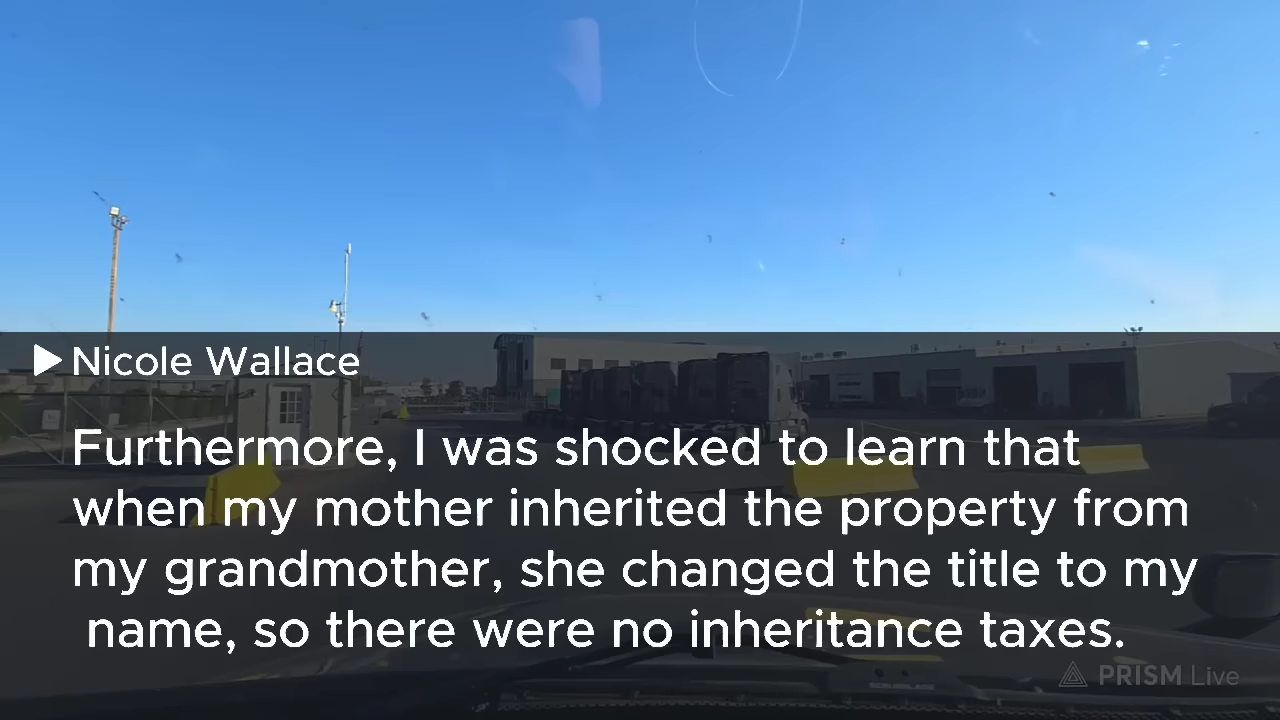 Nicole Wallace
Furthermore, I was shocked to learn that
when my mother inherited the property from
my grandmother, she changed the title to my
name, so there were no inheritance taxes.
PRISM Live